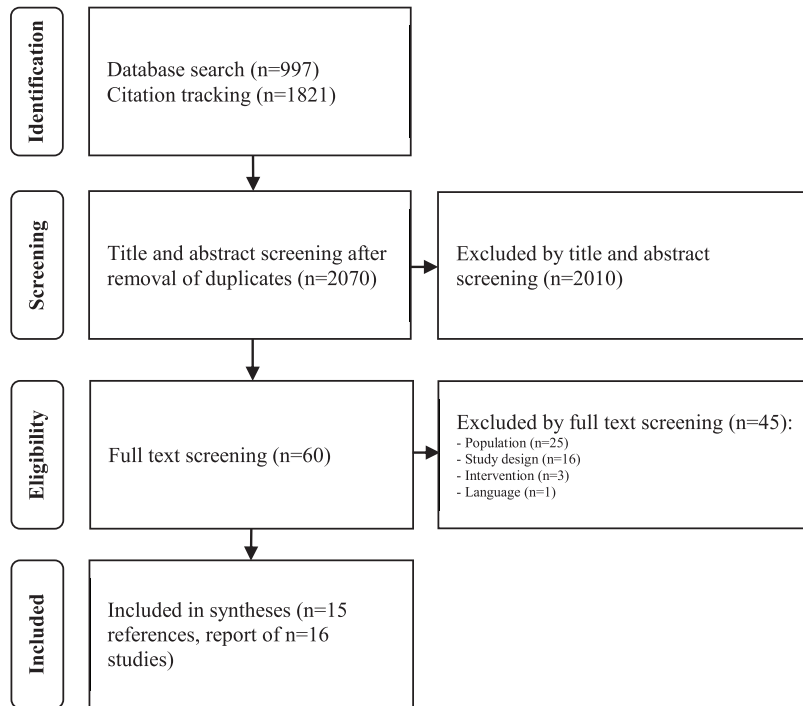 Identification
Database search (n=997)
Citation tracking (n=1821)
Screening
Title and abstract screening after
removal of duplicates (n=2070)
Excluded by title and abstract
screening (n=2010)
Eligibility
Full text screening (n=60)
Excluded by full text screening (n=45):
- Population (n=25)
- Study design (n=16)
- Intervention (n=3)
- Language (n=1)
Included
Included in syntheses (n=15
references, report of n=16
studies)